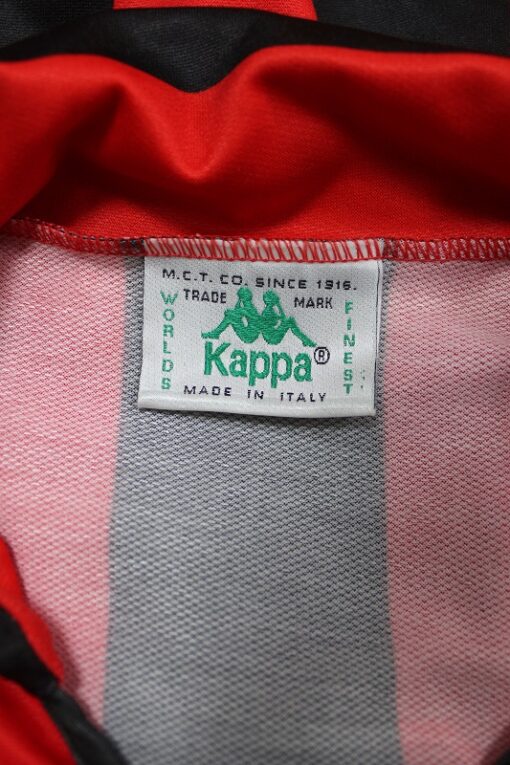 M.C.T. CO. SINCE 1916.
TRADE MARK
WORLDS
FINEST
Kappa®
MADE IN ITALY